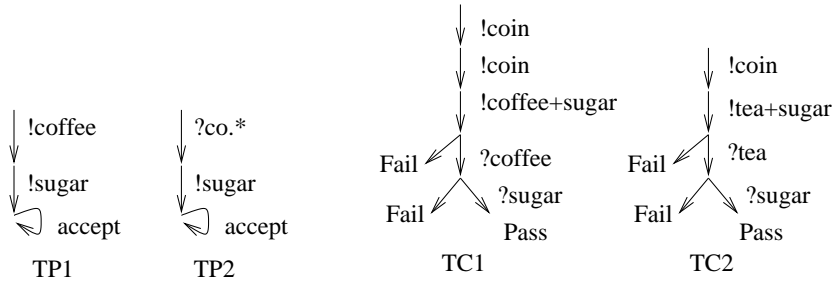 !coffee
!sugar
accept
TP1
?co.*
!sugar
accept
TP2
!coin
!coin
!coffee+sugar
Fail
?coffee
Fail
?sugar
Pass
TC1
!coin
!tea+sugar
Fail
?tea
Fail
?sugar
Pass
TC2